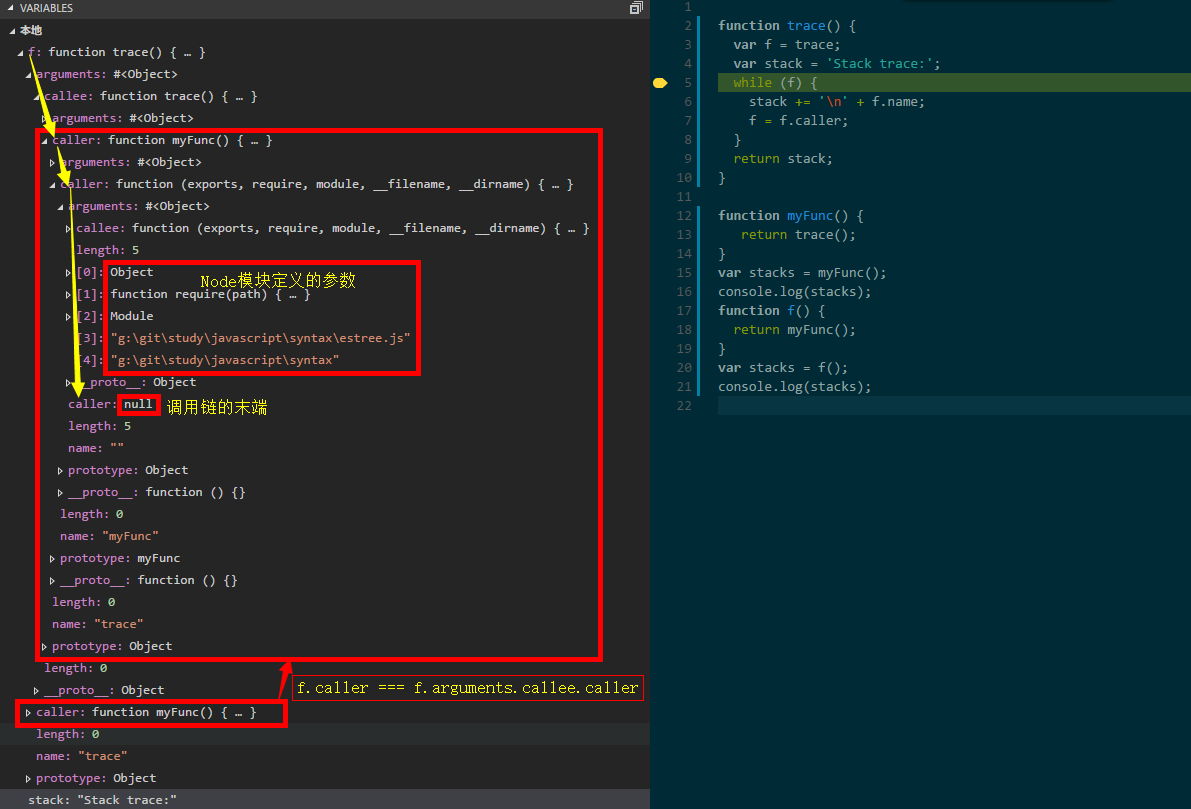 VARIABLES
本地
f: function trace() { … }
arguments: #<Object>
callee: function trace() { … }
arguments: #<Object>
caller: function myFunc() { … }
arguments: #<Object>
caller: function (exports, require, module, __filename, __dirname) { … }
arguments: #<Object>
callee: function (exports, require, module, __filename, __dirname) { … }
length: 5
[0]: Object
Node模块定义的参数
[1]: function require(path) { … }
[2]: Module
[3]: "g:\git\study\javascript\syntax\estree.js"
[4]: "g:\git\study\javascript\syntax"
__proto__: Object
caller: null 调用链的末端
length: 5
name: ""
prototype: Object
__proto__: function () {}
length: 0
name: "myFunc"
prototype: myFunc
__proto__: function () {}
length: 0
name: "trace"
prototype: Object
length: 0
__proto__: Object
f.caller === f.arguments.callee.caller
caller: function myFunc() { … }
length: 0
name: "trace"
prototype: Object
stack: "Stack trace:"
1
2 function trace() {
3 var f = trace;
4 var stack = 'Stack trace:';
5 while (f) {
6 stack += '\n' + f.name;
7 f = f.caller;
8 }
9 return stack;
10 }
11
12 function myFunc() {
13 return trace();
14 }
15 var stacks = myFunc();
16 console.log(stacks);
17 function f() {
18 return myFunc();
19 }
20 var stacks = f();
21 console.log(stacks);
22